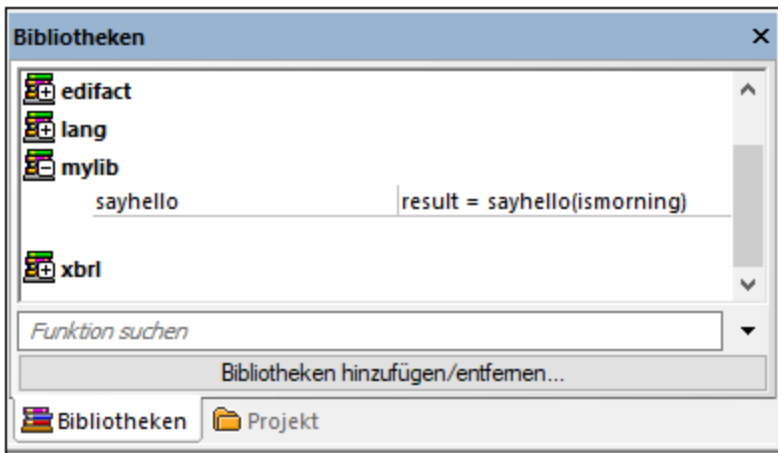 Bibliotheken
edifact
lang
mylib
sayhello result = sayhello(ismorning)
xbrl
Funktion suchen
Bibliotheken hinzufügen/entfernen...
Bibliotheken Projekt